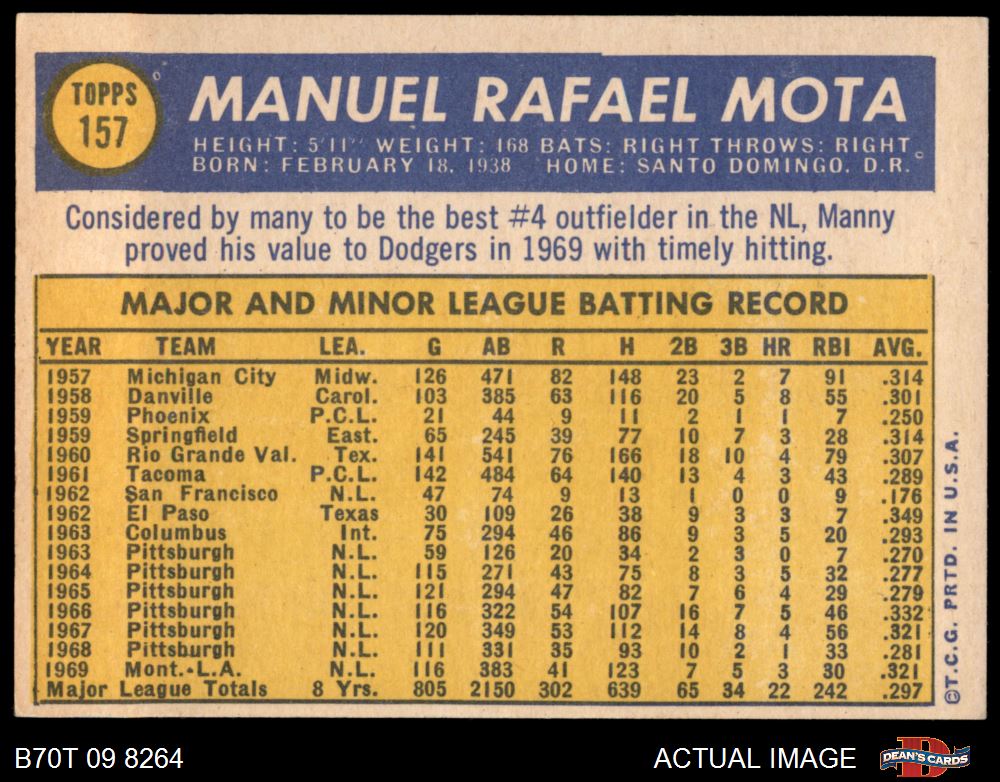 TOPPS
157
MANUEL RAFAEL MOTA
HEIGHT: 5'11" WEIGHT: 168 BATS: RIGHT THROWS: RIGHT
BORN: FEBRUARY 18, 1938 HOME: SANTO DOMINGO, D.R.
Considered by many to be the best #4 outfielder in the NL, Manny
proved his value to Dodgers in 1969 with timely hitting.
MAJOR AND MINOR LEAGUE BATTING RECORD
YEAR TEAM LEA. G AB R H 2B 3B HR RBI AVG.
1957 Michigan City Midw. 126 471 82 148 23 2 7 91 .314
1958 Danville Carol. 103 385 63 116 20 5 8 55 .301
1959 Phoenix P.C.L. 21 44 9 11 2 1 1 7 .250
1959 Springfield East. 65 245 39 77 10 7 3 28 .314
1960 Rio Grande Val. Tex. 141 541 76 166 18 10 4 79 .307
1961 Tacoma P.C.L. 142 484 64 140 13 4 3 43 .289
1962 San Francisco N.L. 47 74 9 13 1 0 0 9 .176
1962 El Paso Texas 30 109 26 38 9 3 3 7 .349
1963 Columbus Int. 75 294 46 86 9 3 5 20 .293
1963 Pittsburgh N.L. 59 126 20 34 2 3 0 7 .270
1964 Pittsburgh N.L. 115 271 43 75 8 3 5 32 .277
1965 Pittsburgh N.L. 121 294 47 82 7 6 4 29 .279
1966 Pittsburgh N.L. 116 322 54 107 16 7 5 46 .332
1967 Pittsburgh N.L. 120 349 53 112 14 8 4 56 .321
1968 Pittsburgh N.L. 111 331 35 93 10 2 1 33 .281
1969 Mont.-L.A. N.L. 116 383 41 123 7 5 3 30 .321
Major League Totals 8 Yrs. 805 2150 302 639 65 34 22 242 .297
©T.C.G. PRTD. IN U.S.A.
B70T 09 8264
ACTUAL IMAGE
DEAN'S CARDS